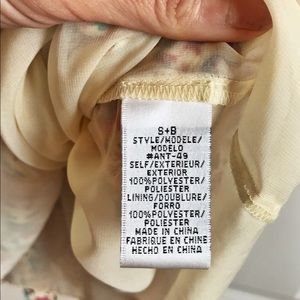 S+B
STYLE/MODELE/
MODELO
#ANT-49
SELF/EXTERIEUR/
EXTERIOR
100%POLYESTER/
POLIESTER
LINING/DOUBLURE/
FORRO
100%POLYESTER/
POLIESTER
MADE IN CHINA
FABRIQUE EN CHINE
HECHO EN CHINA